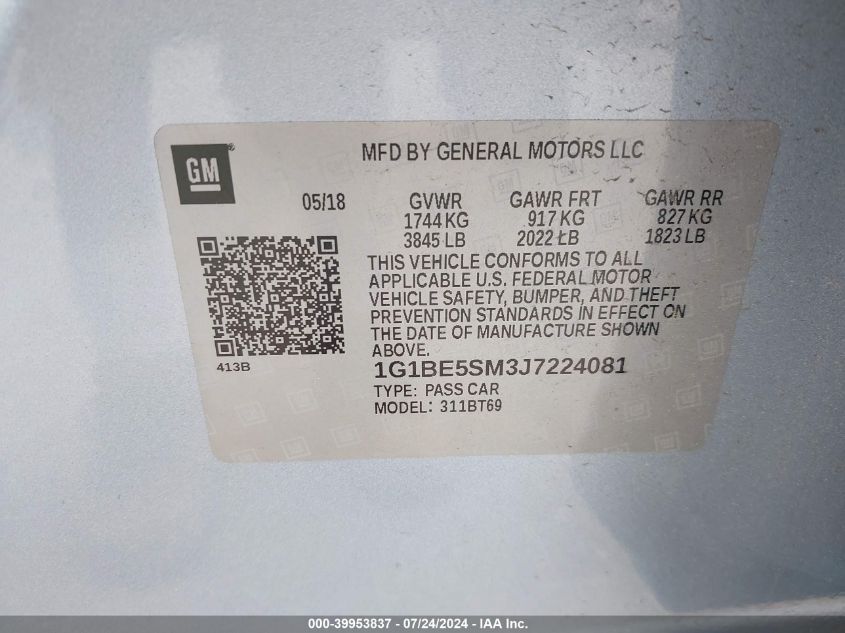 GM
MFD BY GENERAL MOTORS LLC
05/18 GVWR GAWR FRT GAWR RR
1744 KG 917 KG 827 KG
3845 LB 2022 LB 1823 LB
THIS VEHICLE CONFORMS TO ALL
APPLICABLE U.S. FEDERAL MOTOR
VEHICLE SAFETY, BUMPER, AND THEFT
PREVENTION STANDARDS IN EFFECT ON
THE DATE OF MANUFACTURE SHOWN
ABOVE.
413B
1G1BE5SM3J7224081
TYPE: PASS CAR
MODEL: 311BT69
000-39953837 - 07/24/2024 - IAA Inc.